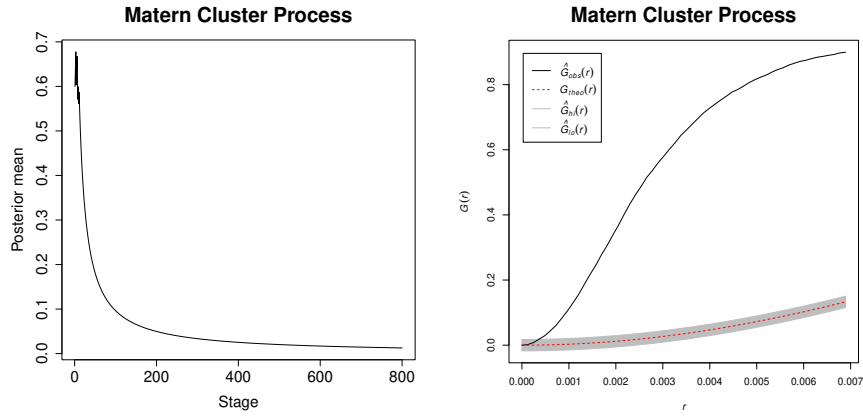 Matern Cluster Process
Posterior mean
0.7
0.6
0.5
0.4
0.3
0.2
0.1
0.0
0 200 400 600 800
Stage
Matern Cluster Process
G(r)
0.8
0.6
0.4
0.2
0.0
Ĝobs(r)
Gtheo(r)
Ĝhi(r)
Ĝlo(r)
0.000 0.001 0.002 0.003 0.004 0.005 0.006 0.007
r